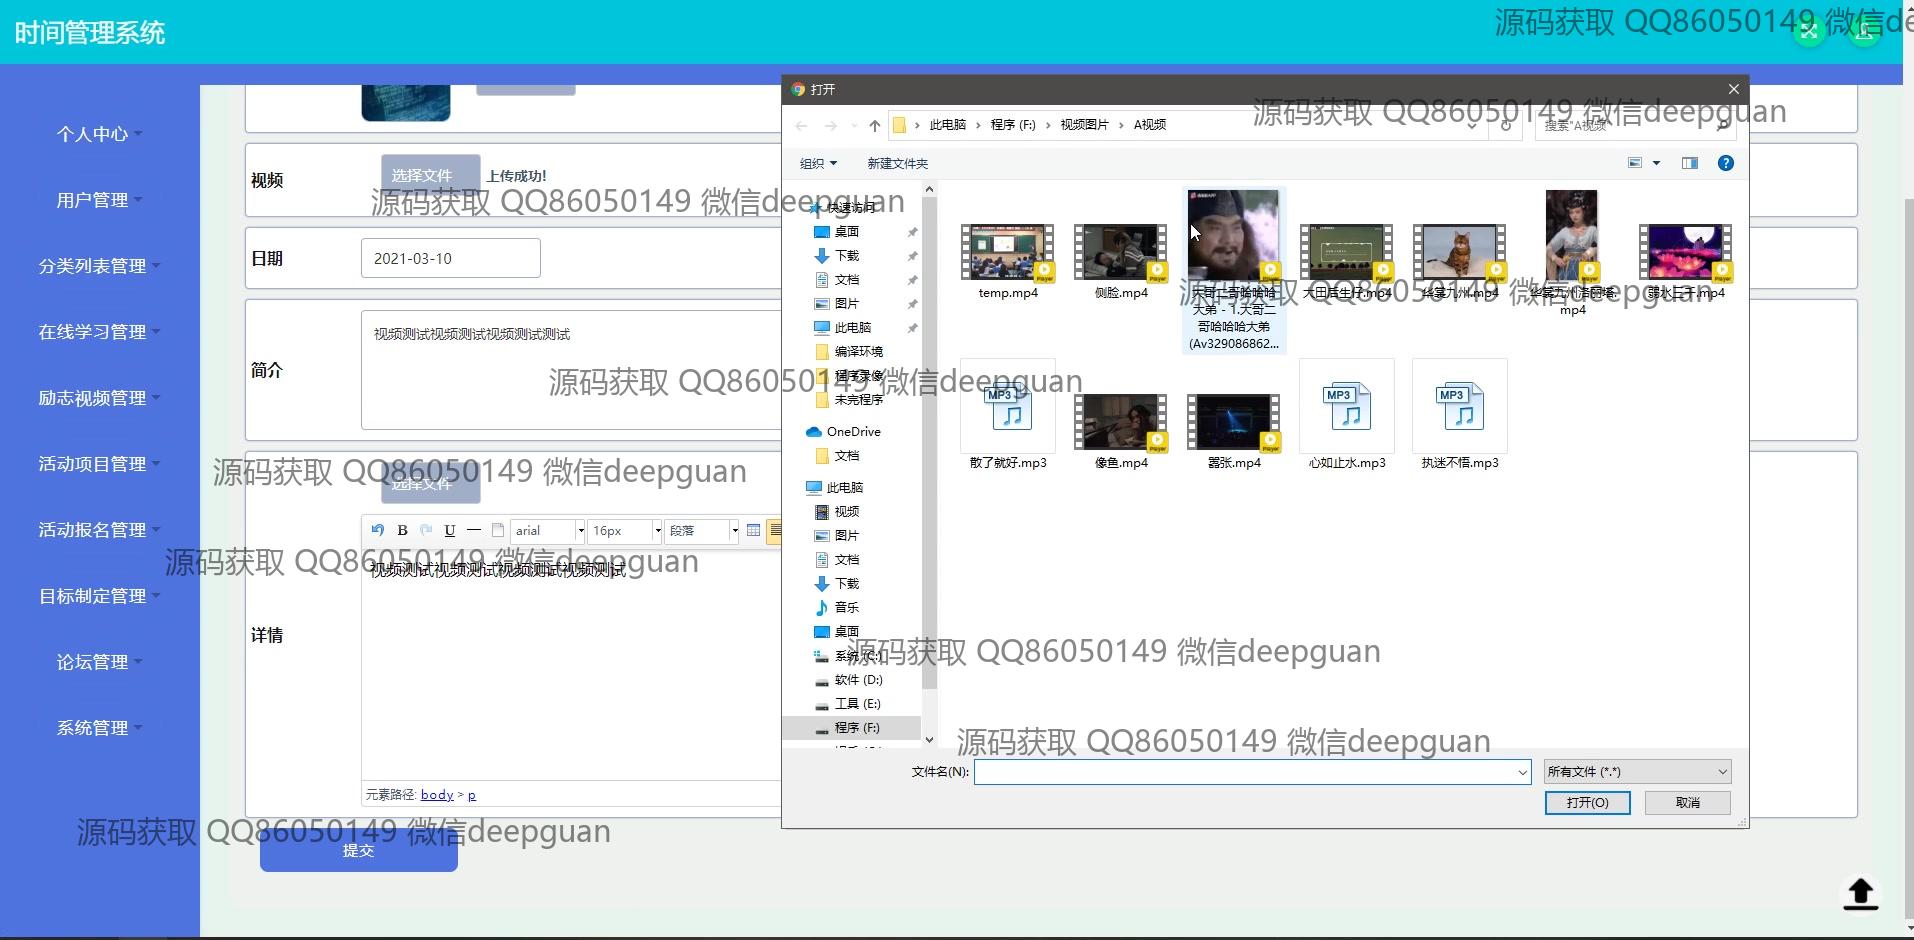 时间管理系统
源码获取 QQ86050149 微信de
个人中心
用户管理
分类列表管理
在线学习管理
励志视频管理
活动项目管理
活动报名管理
目标制定管理
论坛管理
系统管理
视频
选择文件
上传成功!
源码获取 QQ86050149 微信deepguan
日期
2021-03-10
简介
视频测试视频测试视频测试测试
源码获取 QQ86050149 微信deepguan
源码获取 QQ86050149 微信deepguan
选择文件
B
U
arial
16px
段落
源码获取 QQ86050149 微信deepguan
视频测试视频测试视频测试视频测试
详情
元素路径: body > p
源码获取 QQ86050149 微信deepguan
提交
打开
源码获取 QQ86050149 微信deepguan
此电脑 › 程序 (F:) › 视频图片 › A视频
搜索"A视频"
组织
新建文件夹
快速访问
桌面
下载
文档
图片
此电脑
编译环境
程序录像
未完程序
OneDrive
文档
此电脑
视频
图片
文档
下载
音乐
桌面
系统 (C:)
软件 (D:)
工具 (E:)
程序 (F:)
temp.mp4
侧脸.mp4
大哥二哥哈哈哈
大弟 - 1.大哥二
哥哈哈哈大弟
(Av329086862...
大田后生仔.mp4
华裳九州.mp4
mp4
弱水三千.mp4
源码获取 QQ86050149 微信deepguan
MP3
散了就好.mp3
像鱼.mp4
嚣张.mp4
MP3
心如止水.mp3
MP3
执迷不悟.mp3
源码获取 QQ86050149 微信deepguan
源码获取 QQ86050149 微信deepguan
文件名(N):
所有文件 (*.*)
打开(O)
取消